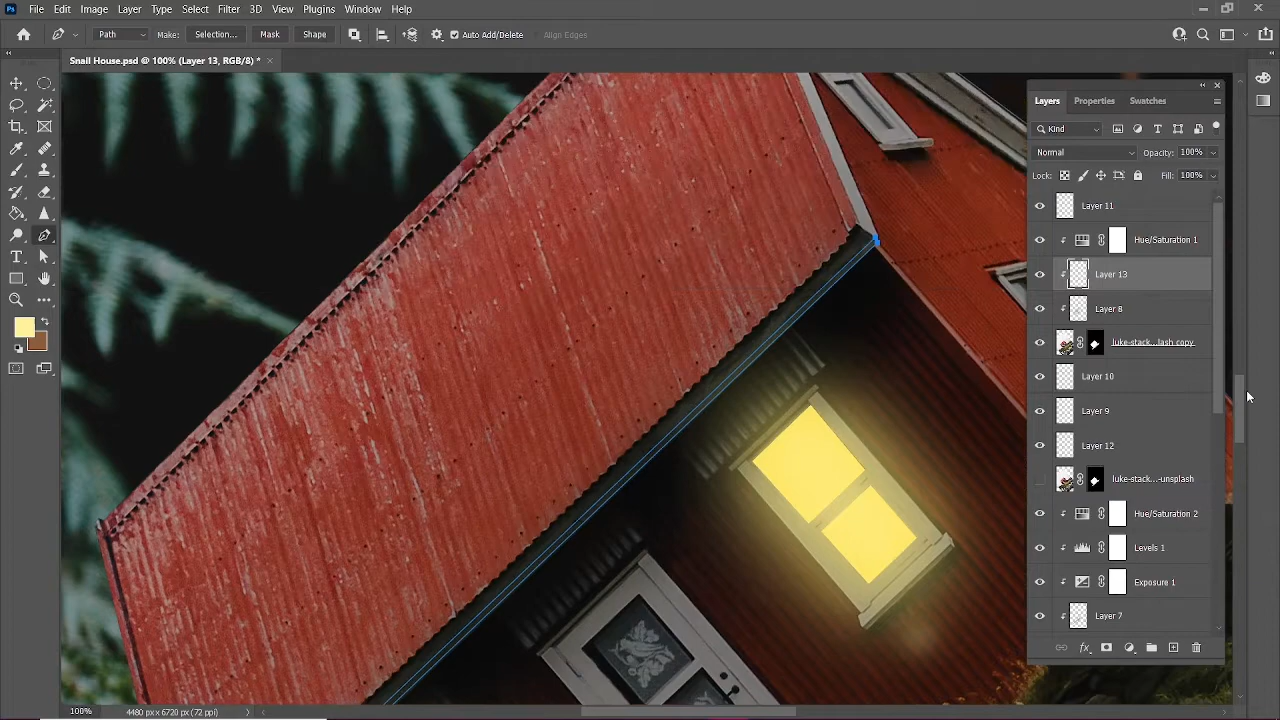 Ps File Edit Image Layer Type Select Filter 3D View Plugins Window Help
Path Make: Selection... Mask Shape Auto Add/Delete Align Edges
Snail House.psd @ 100% (Layer 13, RGB/8) *
Layers Properties Swatches
Kind
Normal Opacity: 100%
Lock: Fill: 100%
Layer 11
Hue/Saturation 1
Layer 13
Layer 8
luke-stack...lash copy
Layer 10
Layer 9
Layer 12
luke-stack...-unsplash
Hue/Saturation 2
Levels 1
Exposure 1
Layer 7
fx
100% 4480 px x 6720 px (72 ppi)